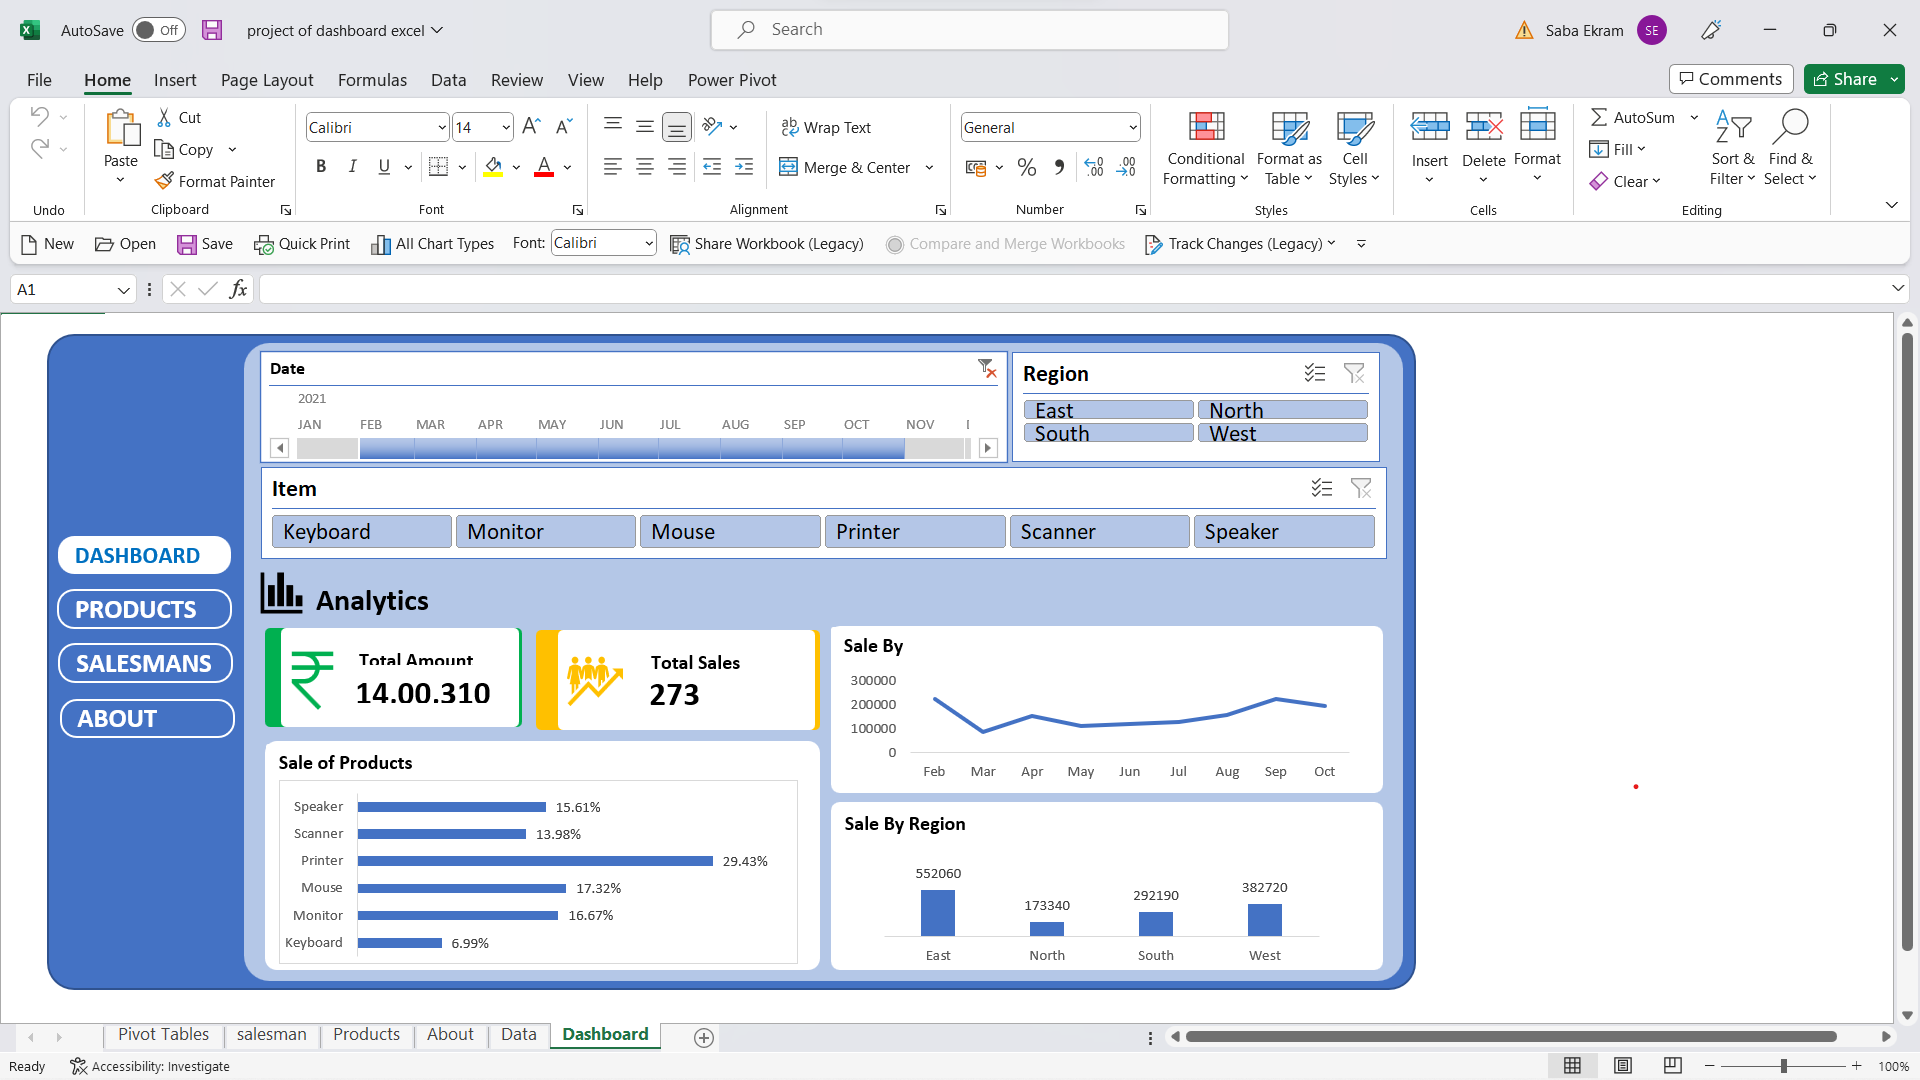 AutoSave Off project of dashboard excel Search Saba Ekram SE
File Home Insert Page Layout Formulas Data Review View Help Power Pivot Comments Share
Cut
Copy
Format Painter
Paste
Undo
Clipboard
Calibri 14
B I U A
Font
Wrap Text
Merge & Center
Alignment
General
Number
Conditional Formatting
Format as Table
Cell Styles
Styles
Insert
Delete
Format
Cells
AutoSum
Fill
Clear
Sort & Filter
Find & Select
Editing
New Open Save Quick Print All Chart Types Font: Calibri Share Workbook (Legacy) Compare and Merge Workbooks Track Changes (Legacy)
A1 fx
DASHBOARD
PRODUCTS
SALESMANS
ABOUT
Date
2021
JAN FEB MAR APR MAY JUN JUL AUG SEP OCT NOV
Region
East North
South West
Item
Keyboard Monitor Mouse Printer Scanner Speaker
Analytics
₹
Total Amount
14,00,310
Total Sales
273
Sale By
300000
200000
100000
0
Feb Mar Apr May Jun Jul Aug Sep Oct
Sale of Products
Speaker 15.61%
Scanner 13.98%
Printer 29.43%
Mouse 17.32%
Monitor 16.67%
Keyboard 6.99%
Sale By Region
552060 173340 292190 382720
East North South West
Pivot Tables salesman Products About Data Dashboard
Ready Accessibility: Investigate 100%